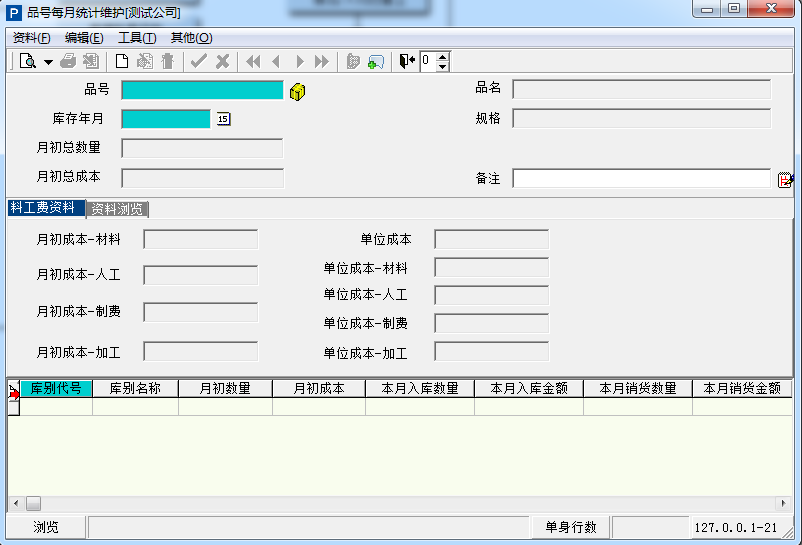 品号每月统计维护[测试公司]
资料(F) 编辑(E) 工具(T) 其他(O)
0
品号
品名
库存年月 15
规格
月初总数量
月初总成本
备注
料工费资料 资料浏览
月初成本-材料 单位成本
单位成本-材料
月初成本-人工
单位成本-人工
月初成本-制费
单位成本-制费
月初成本-加工 单位成本-加工
库别代号 库别名称 月初数量 月初成本 本月入库数量 本月入库金额 本月销货数量 本月销货金额
浏览 单身行数 127.0.0.1-21